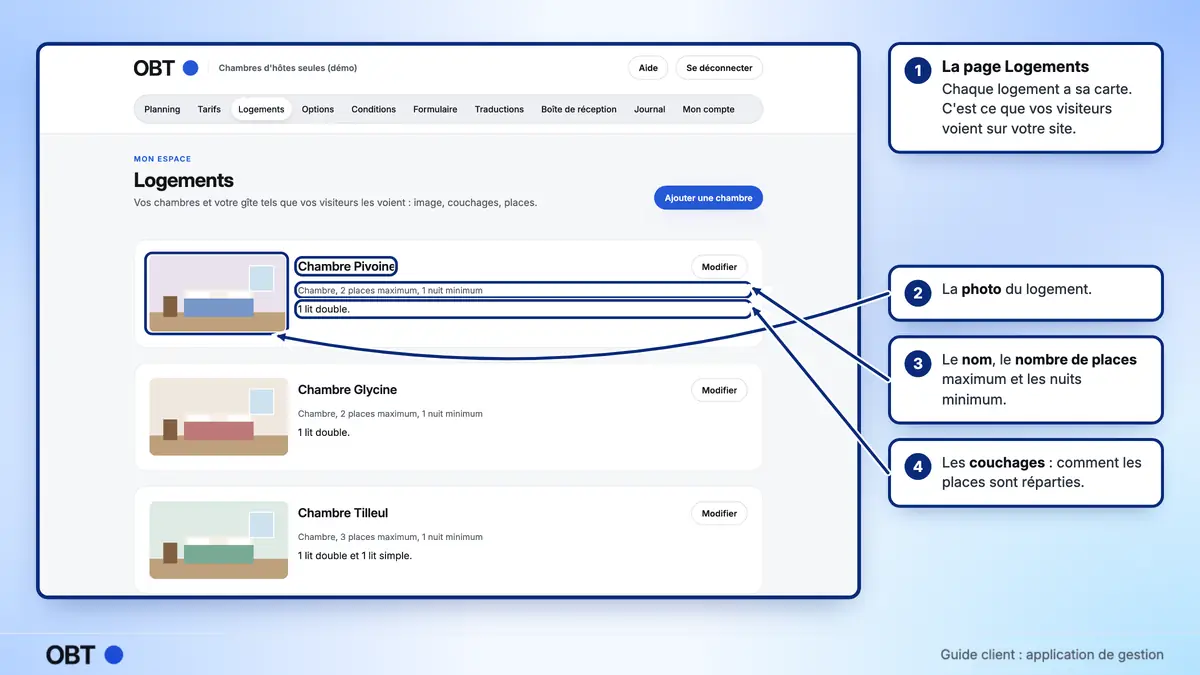 OBT
Chambres d'hôtes seules (démo)
Aide
Se déconnecter
Planning
Tarifs
Logements
Options
Conditions
Formulaire
Traductions
Boîte de réception
Journal
Mon compte
MON ESPACE
Logements
Vos chambres et votre gîte tels que vos visiteurs les voient : image, couchages, places.
Ajouter une chambre
Chambre Pivoine
Modifier
Chambre, 2 places maximum, 1 nuit minimum
1 lit double.
Chambre Glycine
Modifier
Chambre, 2 places maximum, 1 nuit minimum
1 lit double.
Chambre Tilleul
Modifier
Chambre, 3 places maximum, 1 nuit minimum
1 lit double et 1 lit simple.
1
La page Logements
Chaque logement a sa carte.
C'est ce que vos visiteurs
voient sur votre site.
2
La photo du logement.
3
Le nom, le nombre de places
maximum et les nuits
minimum.
4
Les couchages : comment les
places sont réparties.
OBT
Guide client : application de gestion